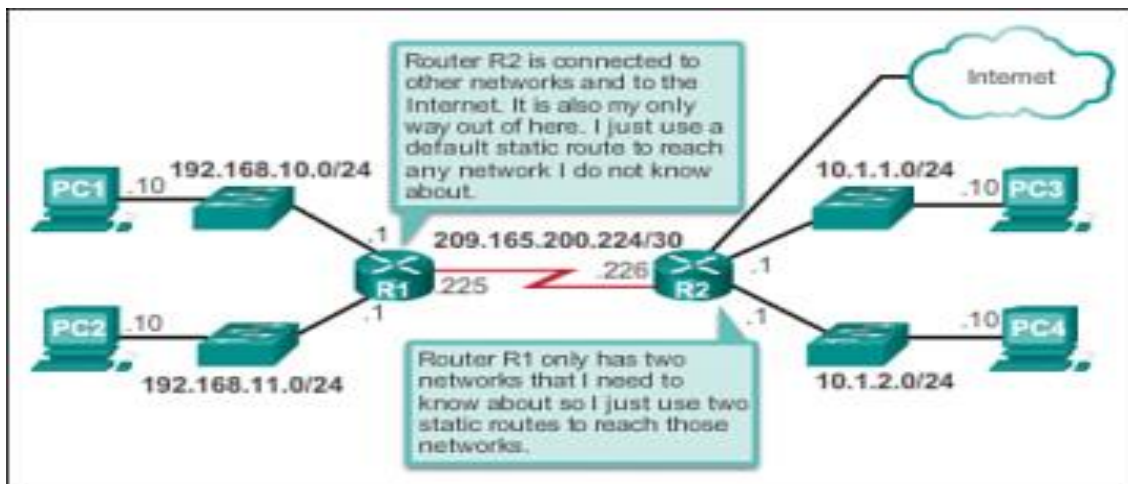 Router R2 is connected to
other networks and to the
Internet. It is also my only
way out of here. I just use a
default static route to reach
any network I do not know
about.
Internet
192.168.10.0/24
10.1.1.0/24
PC1
.10
.10
PC3
.1
209.165.200.224/30
.1
R1
.225
.226
R2
.1
.1
PC2
.10
.10
PC4
192.168.11.0/24
10.1.2.0/24
Router R1 only has two
networks that I need to
know about so I just use two
static routes to reach those
networks.